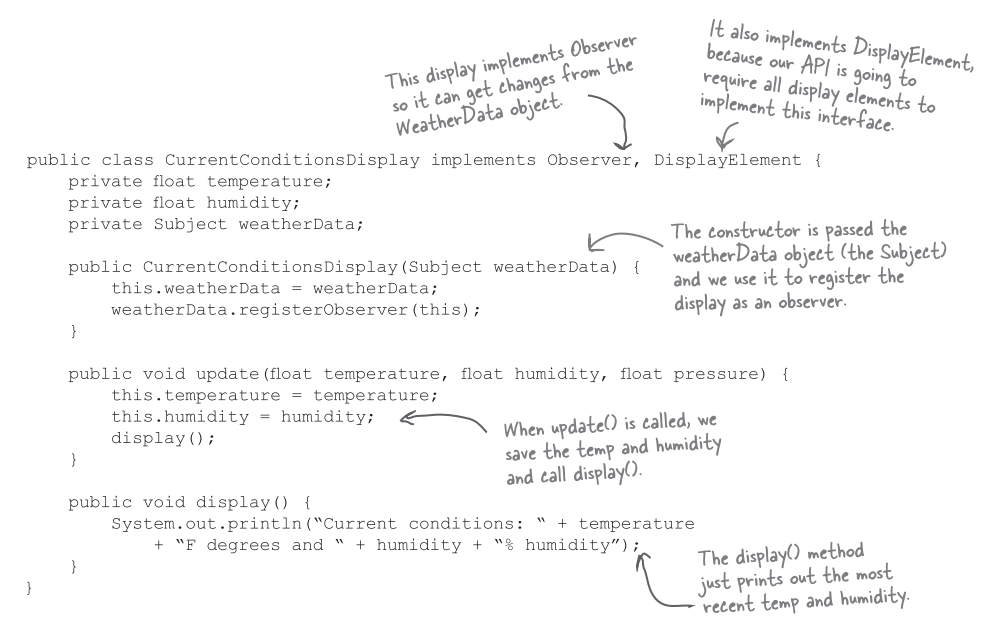 This display implements Observer
so it can get changes from the
WeatherData object.
It also implements DisplayElement,
because our API is going to
require all display elements to
implement this interface.
public class CurrentConditionsDisplay implements Observer, DisplayElement {
    private float temperature;
    private float humidity;
    private Subject weatherData;
The constructor is passed the
weatherData object (the Subject)
and we use it to register the
display as an observer.
    public CurrentConditionsDisplay(Subject weatherData) {
        this.weatherData = weatherData;
        weatherData.registerObserver(this);
    }
    public void update(float temperature, float humidity, float pressure) {
        this.temperature = temperature;
        this.humidity = humidity;
        display();
    }
When update() is called, we
save the temp and humidity
and call display().
    public void display() {
        System.out.println(“Current conditions: “ + temperature
            + “F degrees and “ + humidity + “% humidity”);
    }
}
The display() method
just prints out the most
recent temp and humidity.